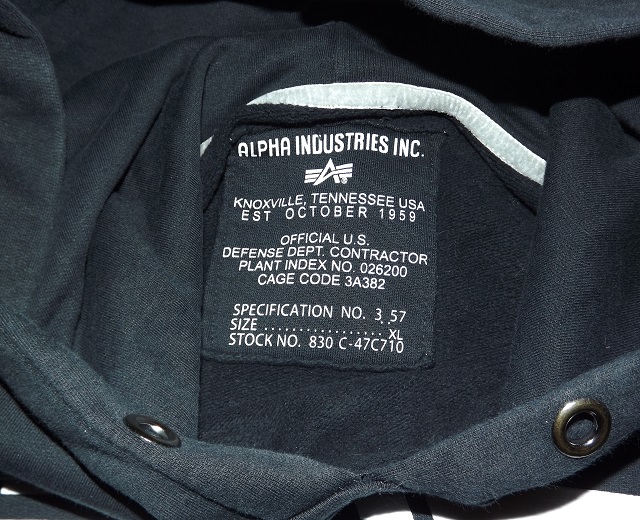 ALPHA INDUSTRIES INC.
KNOXVILLE, TENNESSEE USA
EST OCTOBER 1959
OFFICIAL U.S.
DEFENSE DEPT. CONTRACTOR
PLANT INDEX NO. 026200
CAGE CODE 3A382
SPECIFICATION NO. 3.57
SIZE ................. XL
STOCK NO. 830 C-47C710